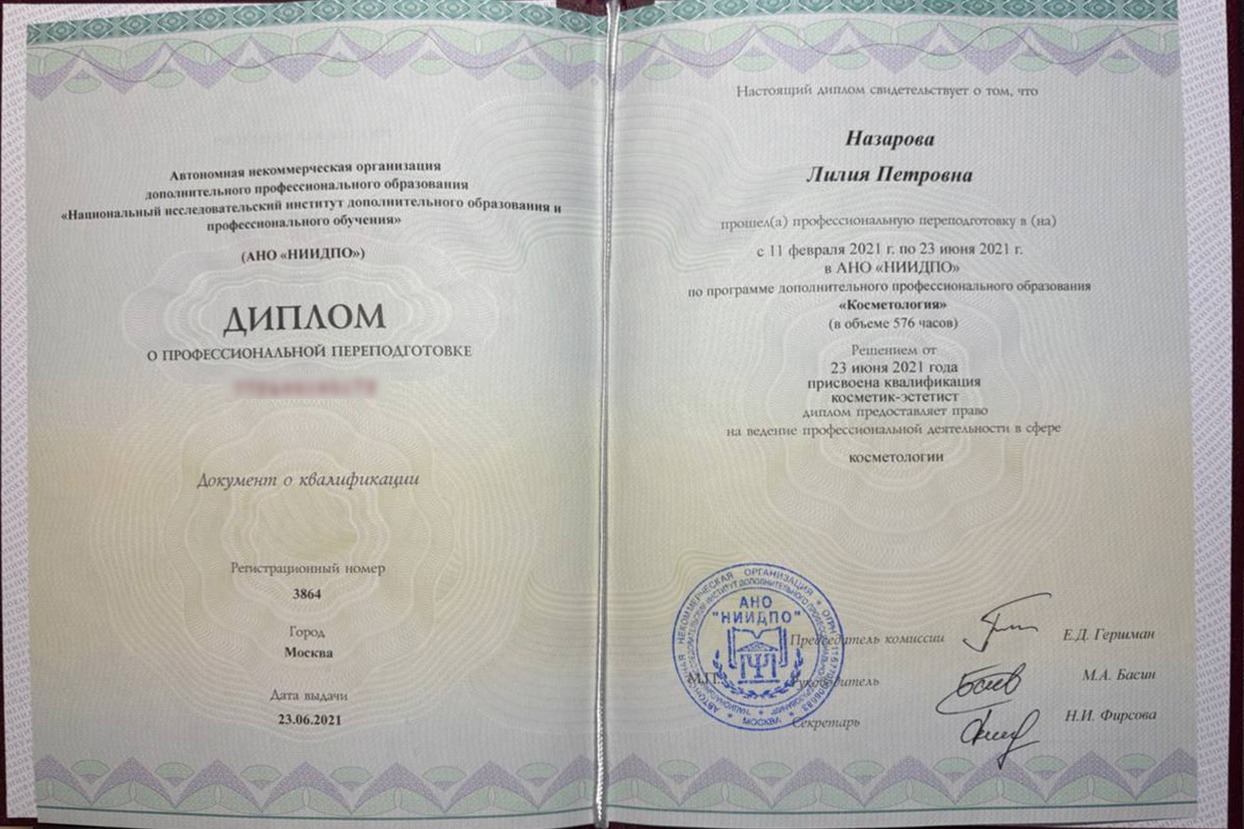 Автономная некоммерческая организация
дополнительного профессионального образования
«Национальный исследовательский институт дополнительного образования и
профессионального обучения»
(АНО «НИИДПО»)
ДИПЛОМ
О ПРОФЕССИОНАЛЬНОЙ ПЕРЕПОДГОТОВКЕ
Документ о квалификации
Регистрационный номер
3864
Город
Москва
Дата выдачи
23.06.2021
Настоящий диплом свидетельствует о том, что
Назарова
Лилия Петровна
прошел(а) профессиональную переподготовку в (на)
с 11 февраля 2021 г. по 23 июня 2021 г.
в АНО «НИИДПО»
по программе дополнительного профессионального образования
«Косметология»
(в объеме 576 часов)
Решением от
23 июня 2021 года
присвоена квалификация
косметик-эстетист
диплом предоставляет право
на ведение профессиональной деятельности в сфере
косметологии
АНО
"НИИДПО"
МОСКВА
М.П.
Председатель комиссии Е.Д. Гершман
Руководитель М.А. Басин
Секретарь Н.И. Фирсова